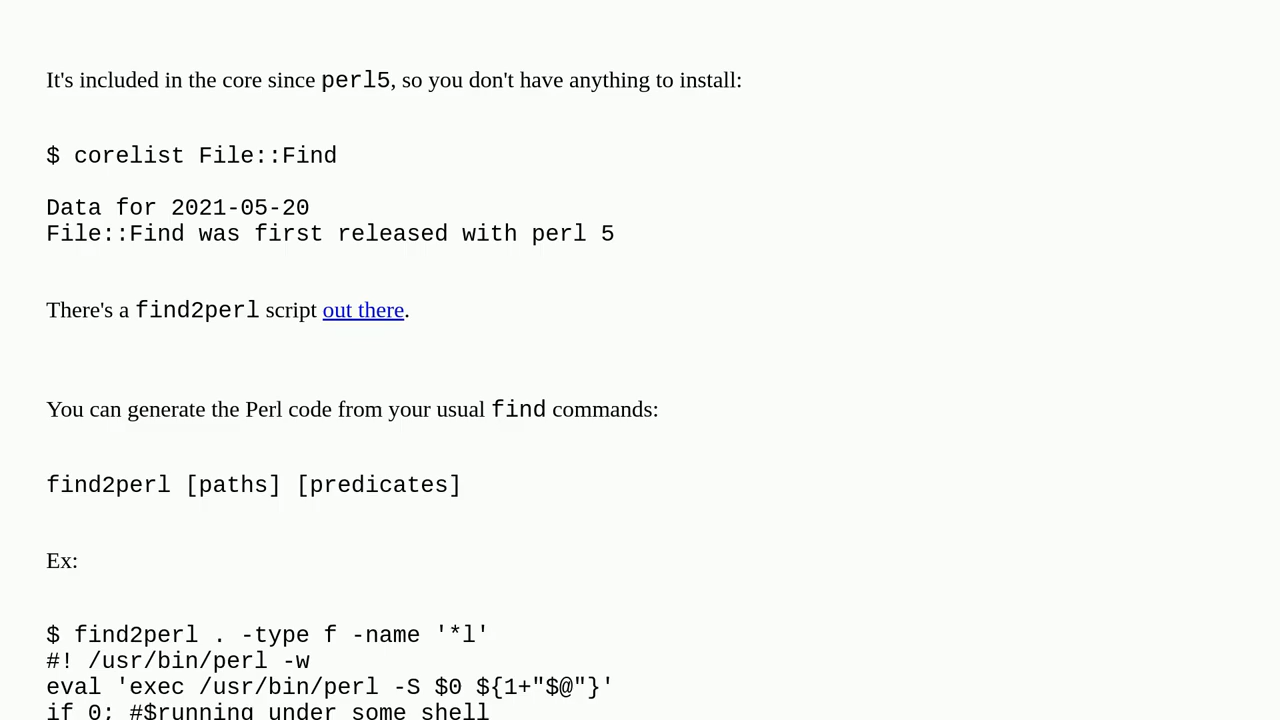 It's included in the core since perl5, so you don't have anything to install:
$ corelist File::Find
Data for 2021-05-20
File::Find was first released with perl 5
There's a find2perl script out there.
You can generate the Perl code from your usual find commands:
find2perl [paths] [predicates]
Ex:
$ find2perl . -type f -name '*l'
#! /usr/bin/perl -w
eval 'exec /usr/bin/perl -S $0 ${1+"$@"}'
if 0; #$running under some shell